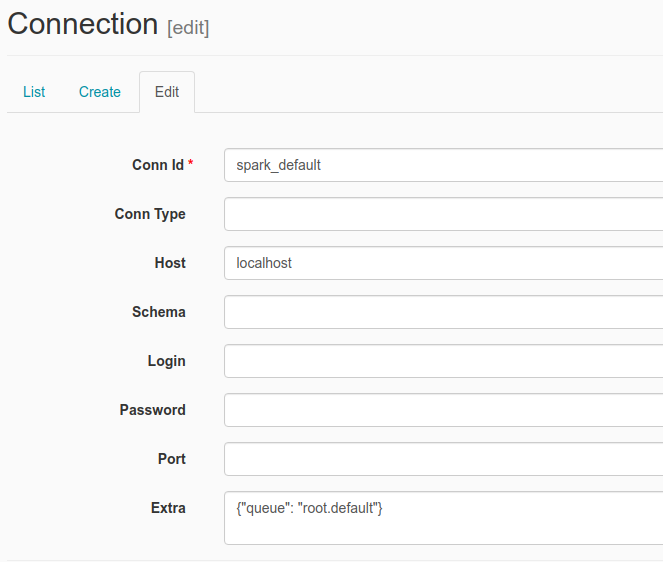 Connection [edit]
List Create Edit
Conn Id * spark_default
Conn Type
Host localhost
Schema
Login
Password
Port
Extra {"queue": "root.default"}